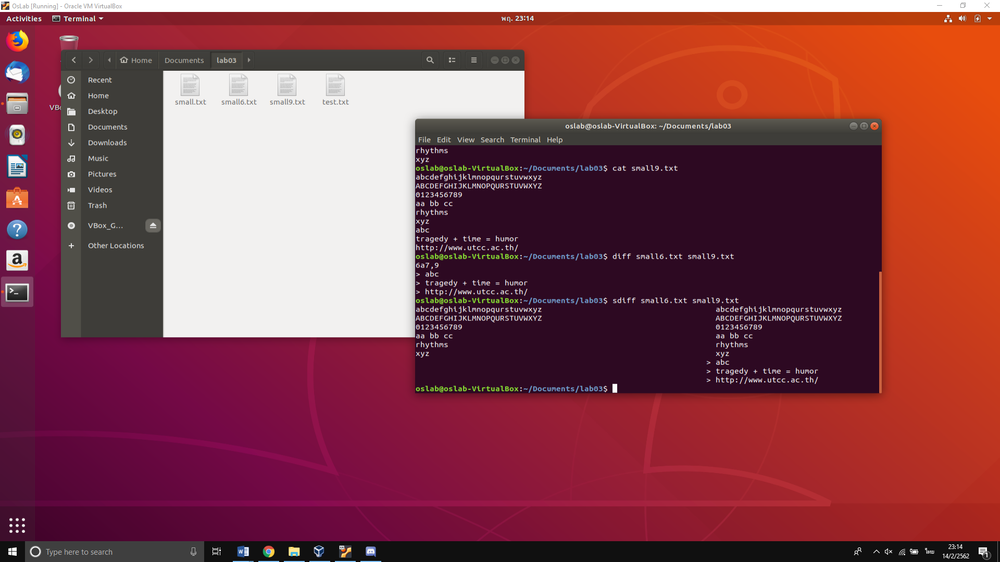 OsLab [Running] - Oracle VM VirtualBox
Activities
Terminal
พฤ. 23:14
Home
Documents
lab03
Recent
Home
Desktop
Documents
Downloads
Music
Pictures
Videos
Trash
VBox_G...
Other Locations
small.txt
small6.txt
small9.txt
test.txt
oslab@oslab-VirtualBox: ~/Documents/lab03
File Edit View Search Terminal Help
rhythms
xyz
oslab@oslab-VirtualBox:~/Documents/lab03$ cat small9.txt
abcdefghijklmnopqurstuvwxyz
ABCDEFGHIJKLMNOPQURSTUVWXYZ
0123456789
aa bb cc
rhythms
xyz
abc
tragedy + time = humor
http://www.utcc.ac.th/
oslab@oslab-VirtualBox:~/Documents/lab03$ diff small6.txt small9.txt
6a7,9
> abc
> tragedy + time = humor
> http://www.utcc.ac.th/
oslab@oslab-VirtualBox:~/Documents/lab03$ sdiff small6.txt small9.txt
abcdefghijklmnopqurstuvwxyz abcdefghijklmnopqurstuvwxyz
ABCDEFGHIJKLMNOPQURSTUVWXYZ ABCDEFGHIJKLMNOPQURSTUVWXYZ
0123456789 0123456789
aa bb cc aa bb cc
rhythms rhythms
xyz xyz
> abc
> tragedy + time = humor
> http://www.utcc.ac.th/
oslab@oslab-VirtualBox:~/Documents/lab03$
Type here to search
ไทย
23:14
14/2/2562
1